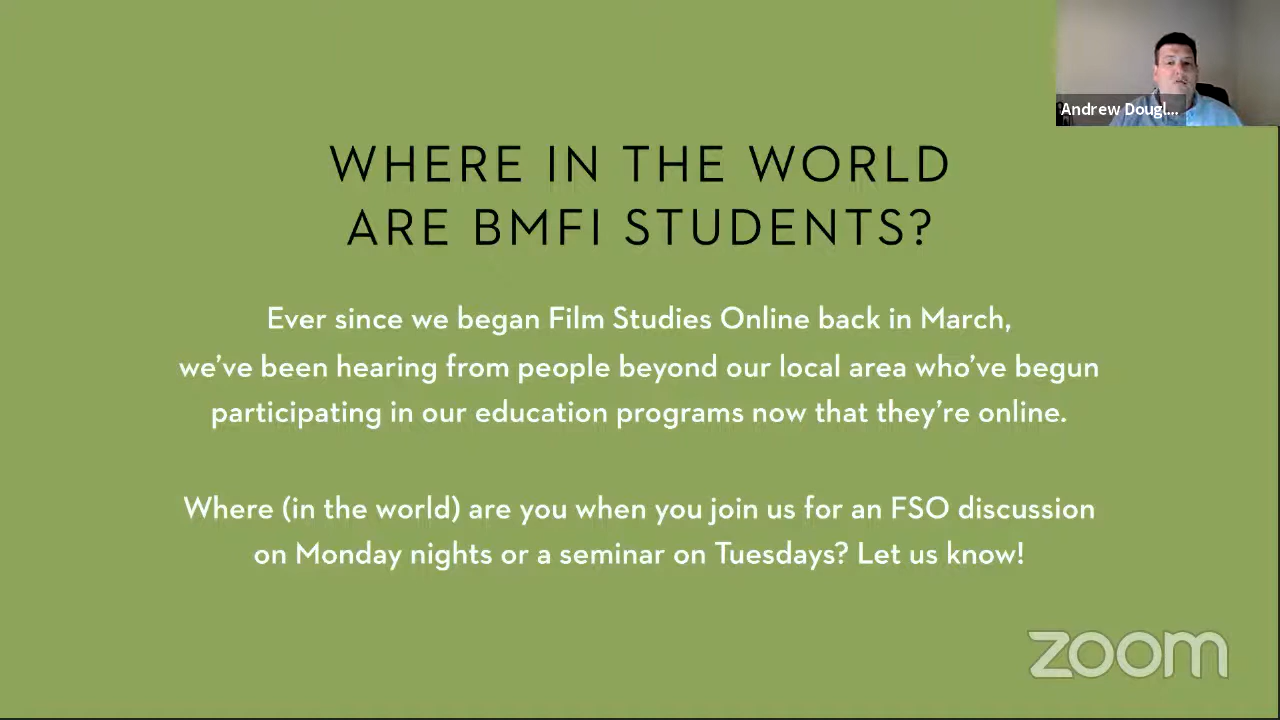 Andrew Dougl...
WHERE IN THE WORLD
ARE BMFI STUDENTS?
Ever since we began Film Studies Online back in March,
we've been hearing from people beyond our local area who've begun
participating in our education programs now that they're online.
Where (in the world) are you when you join us for an FSO discussion
on Monday nights or a seminar on Tuesdays? Let us know!
zoom